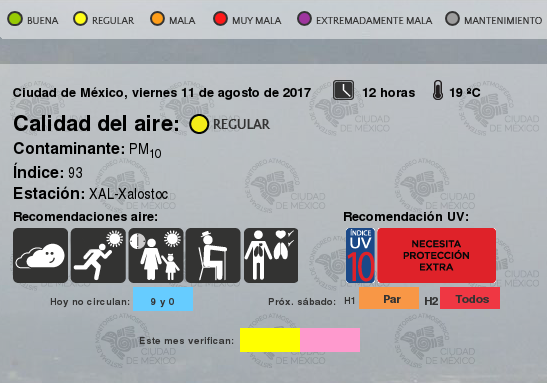 BUENA REGULAR MALA MUY MALA EXTREMADAMENTE MALA MANTENIMIENTO
Ciudad de México, viernes 11 de agosto de 2017 12 horas 19 ºC
Calidad del aire: REGULAR
Contaminante: PM10
Índice: 93
Estación: XAL-Xalostoc
Recomendaciones aire: Recomendación UV:
ÍNDICE UV 10 NECESITA PROTECCIÓN EXTRA
Hoy no circulan: 9 y 0 Próx. sábado: H1 Par H2 Todos
Este mes verifican: